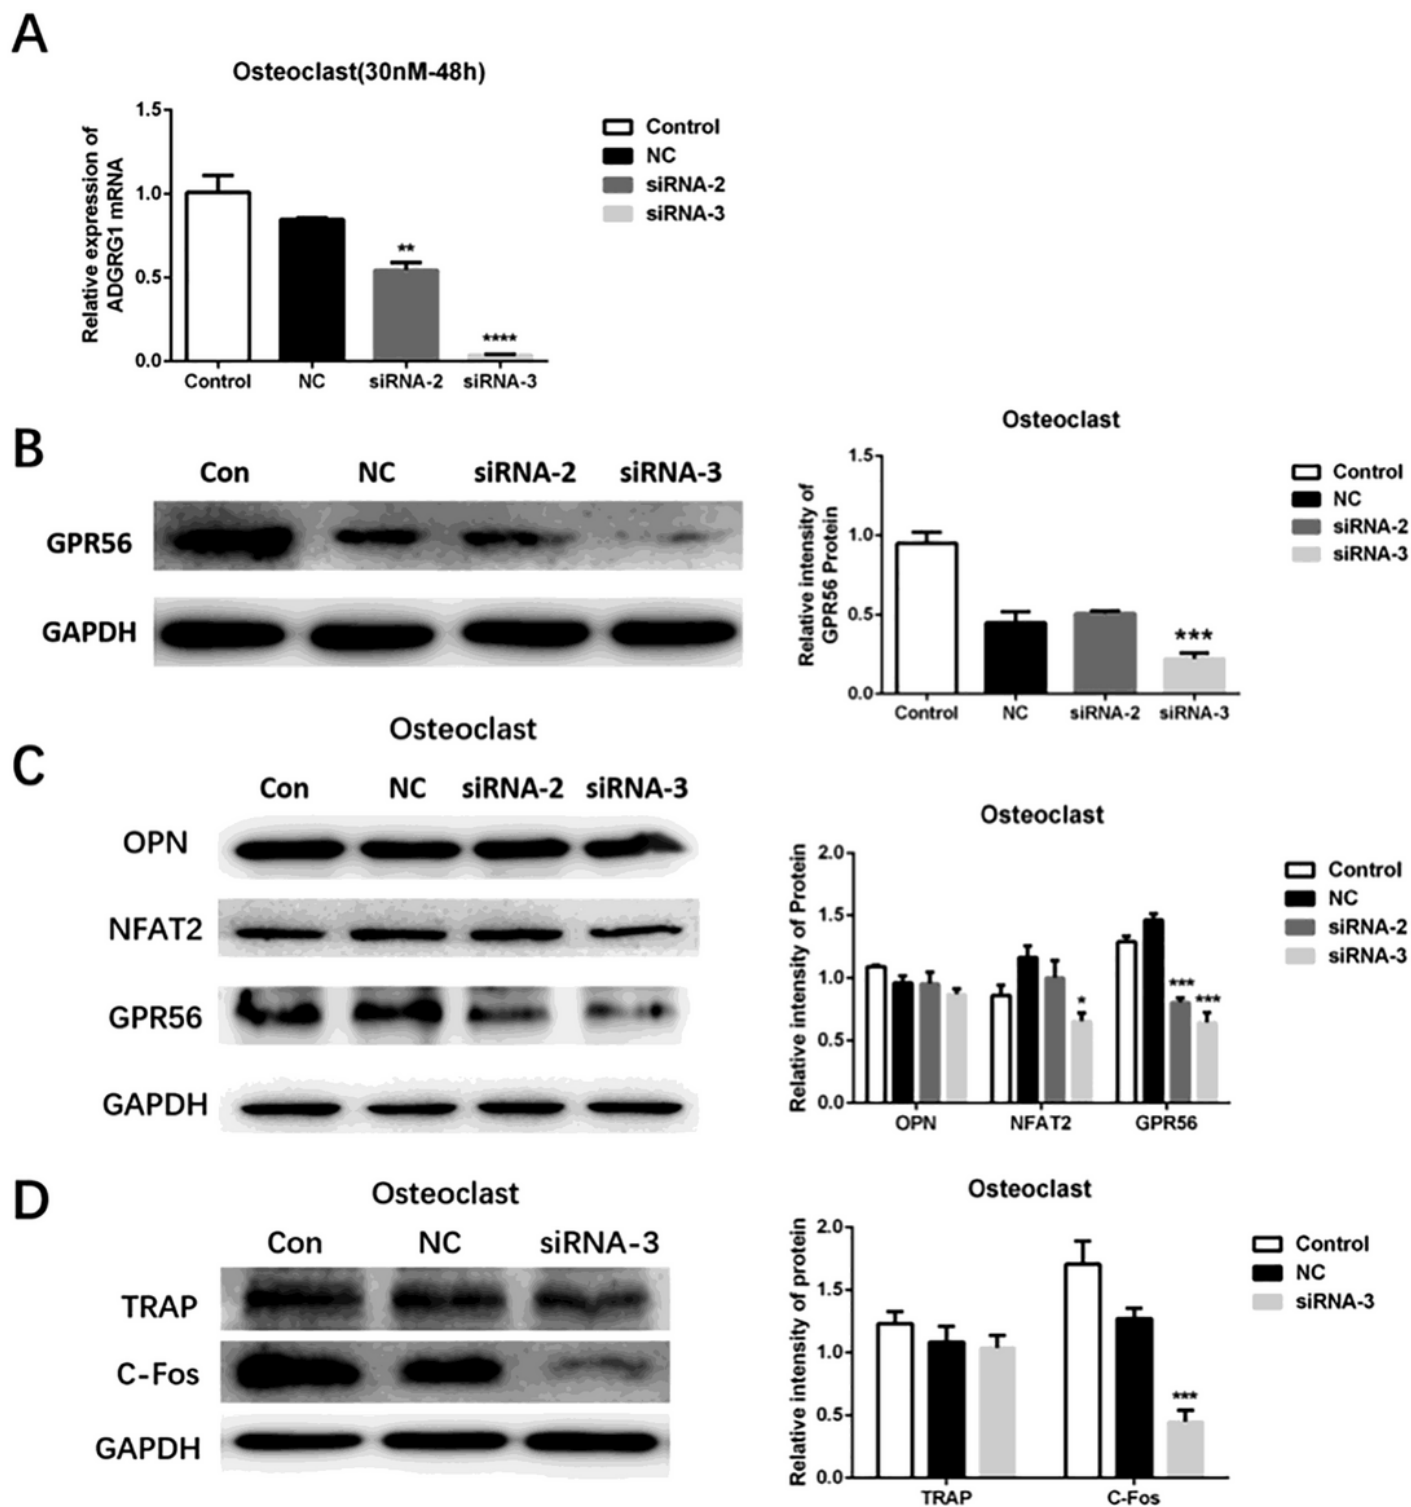 A
Osteoclast(30nM-48h)
Relative expression of
ADGRG1 mRNA
1.5
1.0
0.5
0.0
**
****
Control
NC
siRNA-2
siRNA-3
Control
NC
siRNA-2
siRNA-3
B
Con
NC
siRNA-2
siRNA-3
GPR56
GAPDH
Osteoclast
Relative intensity of
GPR56 Protein
1.5
1.0
0.5
0.0
***
Control
NC
siRNA-2
siRNA-3
Control
NC
siRNA-2
siRNA-3
C
Osteoclast
Con
NC
siRNA-2
siRNA-3
OPN
NFAT2
GPR56
GAPDH
Osteoclast
Relative intensity of Protein
2.0
1.5
1.0
0.5
0.0
*
***
***
OPN
NFAT2
GPR56
Control
NC
siRNA-2
siRNA-3
D
Osteoclast
Con
NC
siRNA-3
TRAP
C-Fos
GAPDH
Osteoclast
Relative intensity of protein
2.0
1.5
1.0
0.5
0.0
***
TRAP
C-Fos
Control
NC
siRNA-3